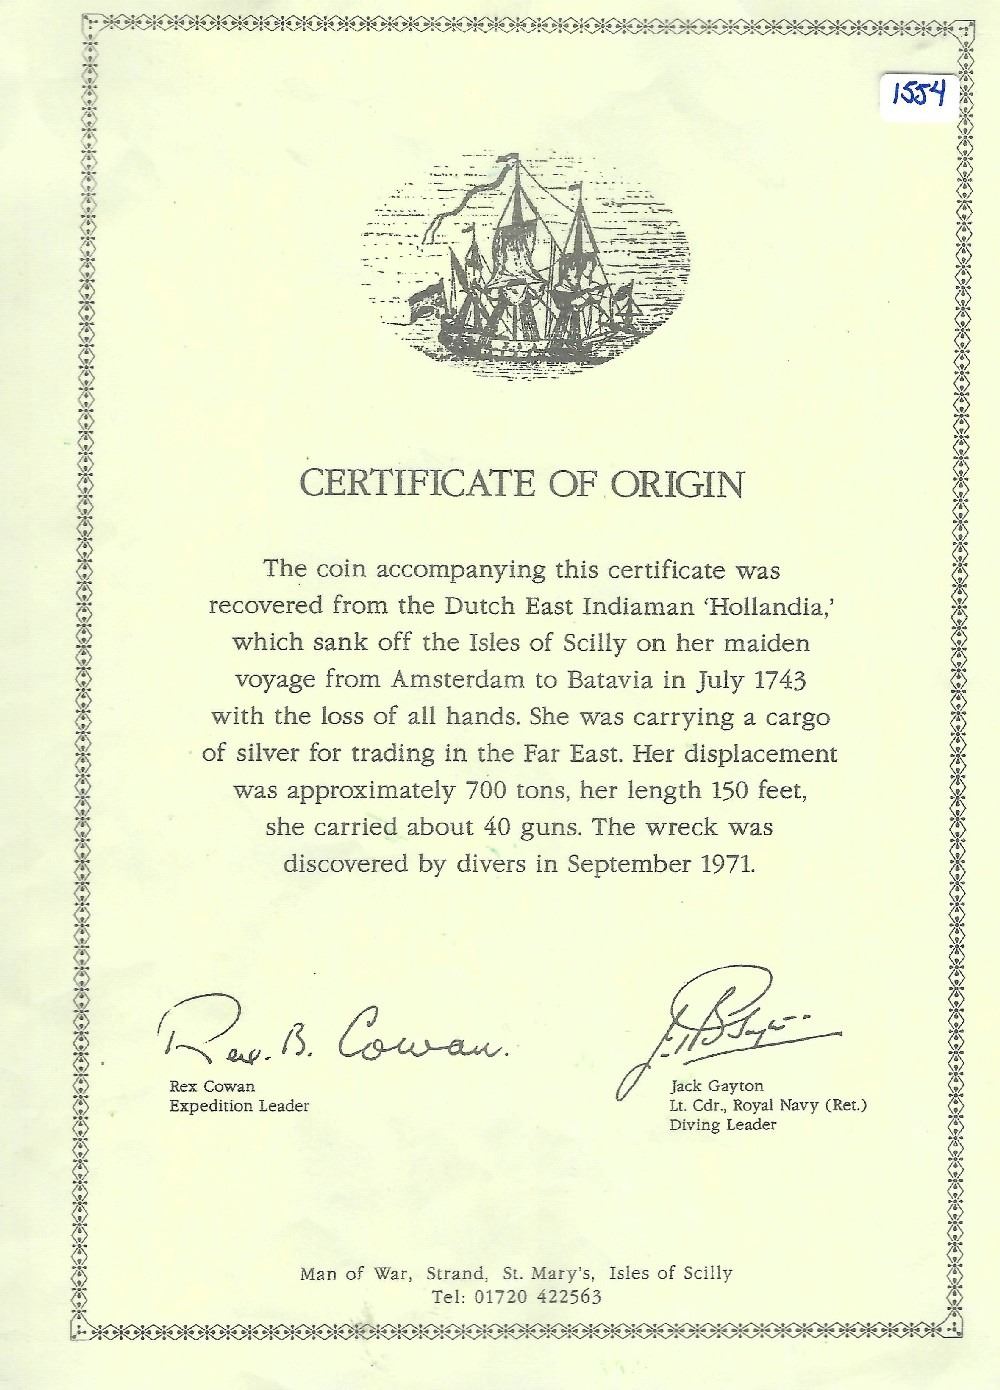 1554
CERTIFICATE OF ORIGIN
The coin accompanying this certificate was
recovered from the Dutch East Indiaman ‘Hollandia,’
which sank off the Isles of Scilly on her maiden
voyage from Amsterdam to Batavia in July 1743
with the loss of all hands. She was carrying a cargo
of silver for trading in the Far East. Her displacement
was approximately 700 tons, her length 150 feet,
she carried about 40 guns. The wreck was
discovered by divers in September 1971.
Rex. B. Cowan.
Rex Cowan
Expedition Leader
Jack Gayton
Lt. Cdr., Royal Navy (Ret.)
Diving Leader
Man of War, Strand, St. Mary's, Isles of Scilly
Tel: 01720 422563